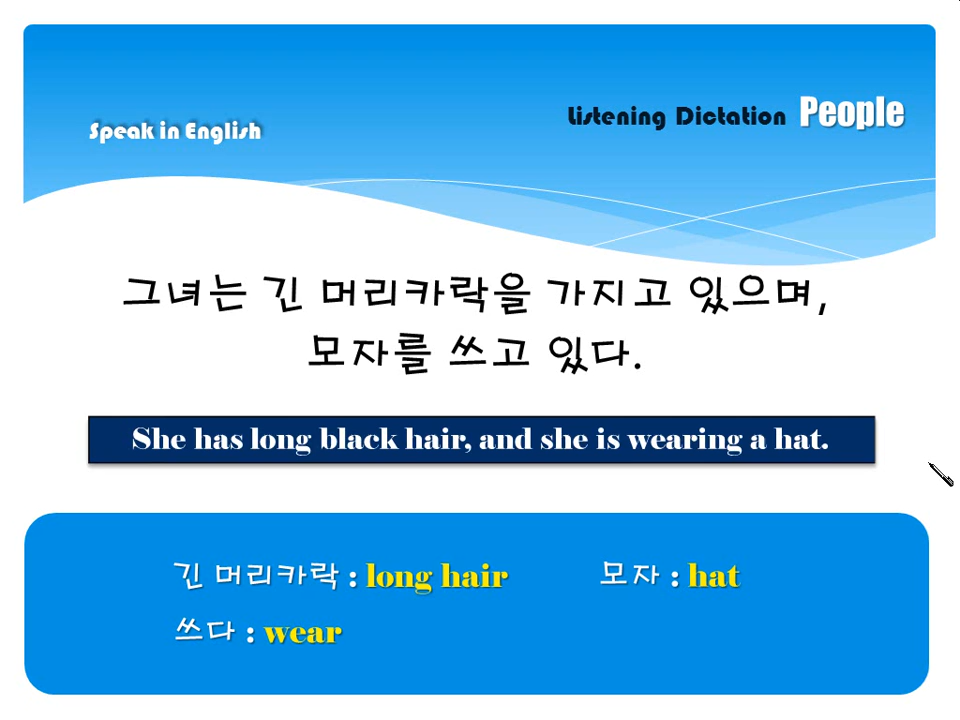 Speak in English
Listening Dictation People
그녀는 긴 머리카락을 가지고 있으며,
모자를 쓰고 있다.
She has long black hair, and she is wearing a hat.
긴 머리카락 : long hair
모자 : hat
쓰다 : wear